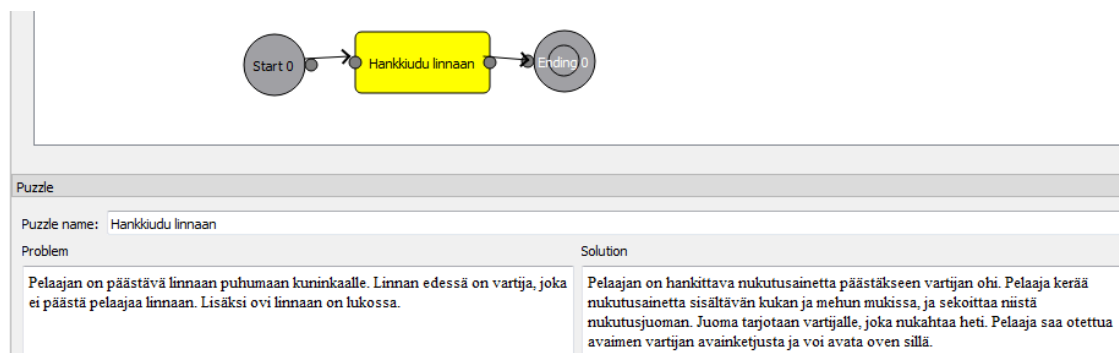 Start 0
Hankkiudu linnaan
Ending 0
Puzzle
Puzzle name: Hankkiudu linnaan
Problem
Pelaajan on päästävä linnaan puhumaan kuninkaalle. Linnan edessä on vartija, joka
ei päästä pelaajaa linnaan. Lisäksi ovi linnaan on lukossa.
Solution
Pelaajan on hankittava nukutusainetta päästäkseen vartijan ohi. Pelaaja kerää
nukutusainetta sisältävän kukan ja mehun mukissa, ja sekoittaa niistä
nukutusjuoman. Juoma tarjotaan vartijalle, joka nukahtaa heti. Pelaaja saa otettua
avaimen vartijan avainketjusta ja voi avata oven sillä.